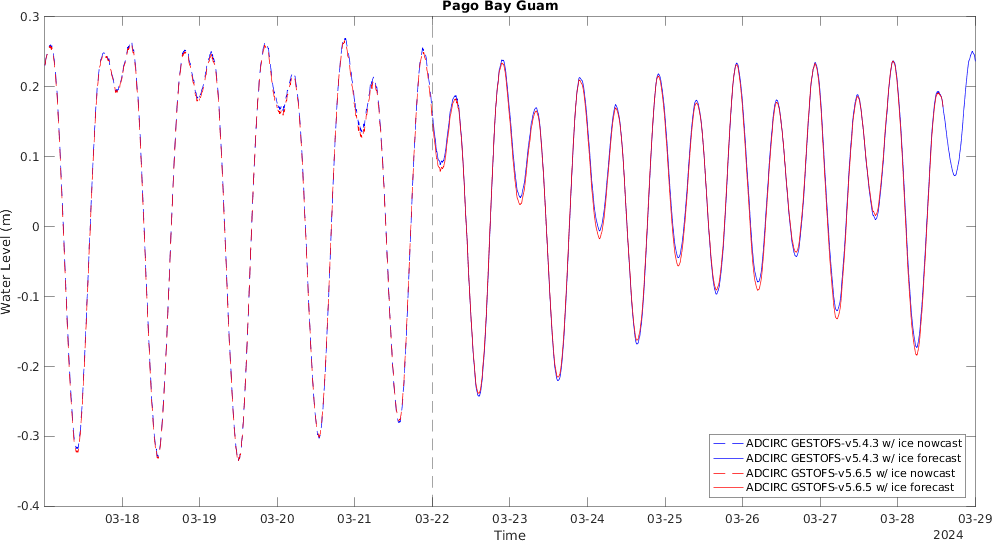 Pago Bay Guam
0.3
0.2
0.1
0
-0.1
-0.2
-0.3
-0.4
Water Level (m)
03-18 03-19 03-20 03-21 03-22 03-23 03-24 03-25 03-26 03-27 03-28 03-29
Time
2024
ADCIRC GESTOFS-v5.4.3 w/ ice nowcast
ADCIRC GESTOFS-v5.4.3 w/ ice forecast
ADCIRC GSTOFS-v5.6.5 w/ ice nowcast
ADCIRC GSTOFS-v5.6.5 w/ ice forecast